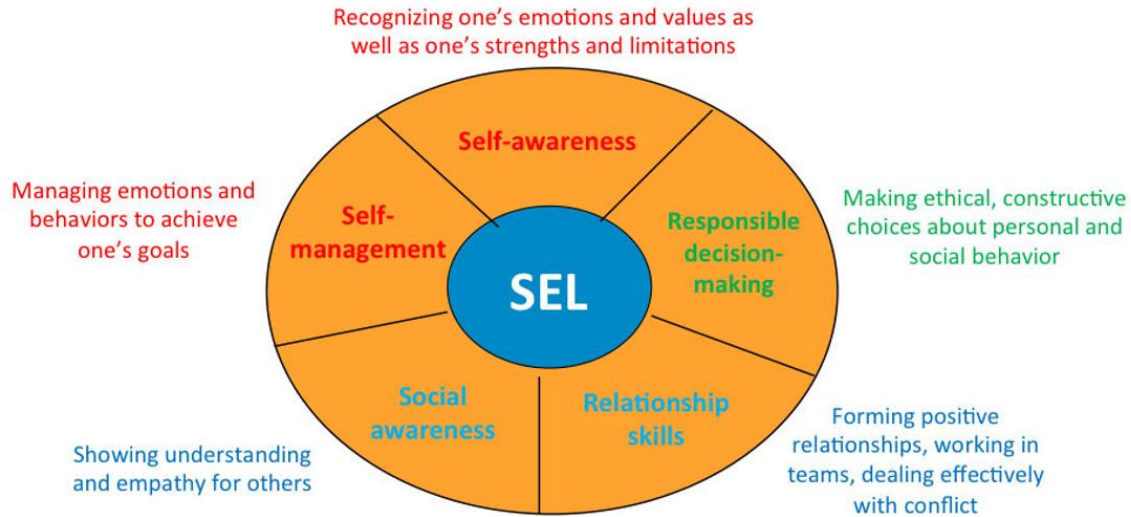 Recognizing one’s emotions and values as
well as one’s strengths and limitations
Self-awareness
Managing emotions and
behaviors to achieve
one’s goals
Self-
management
Responsible
decision-
making
Making ethical, constructive
choices about personal and
social behavior
SEL
Social
awareness
Relationship
skills
Showing understanding
and empathy for others
Forming positive
relationships, working in
teams, dealing effectively
with conflict